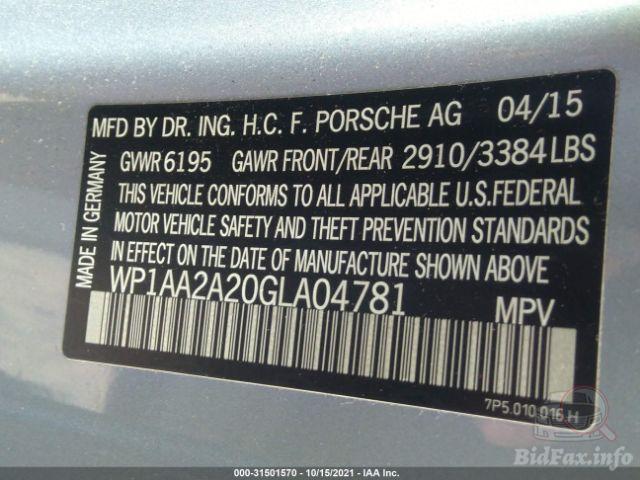 MFD BY DR. ING. H.C. F. PORSCHE AG 04/15
GVWR 6195 GAWR FRONT/REAR 2910/3384 LBS
THIS VEHICLE CONFORMS TO ALL APPLICABLE U.S. FEDERAL
MOTOR VEHICLE SAFETY AND THEFT PREVENTION STANDARDS
IN EFFECT ON THE DATE OF MANUFACTURE SHOWN ABOVE
WP1AA2A20GLA04781 MPV
MADE IN GERMANY
7P5.010.016.H
BidFax.info
000-31501570 - 10/15/2021 - IAA Inc.